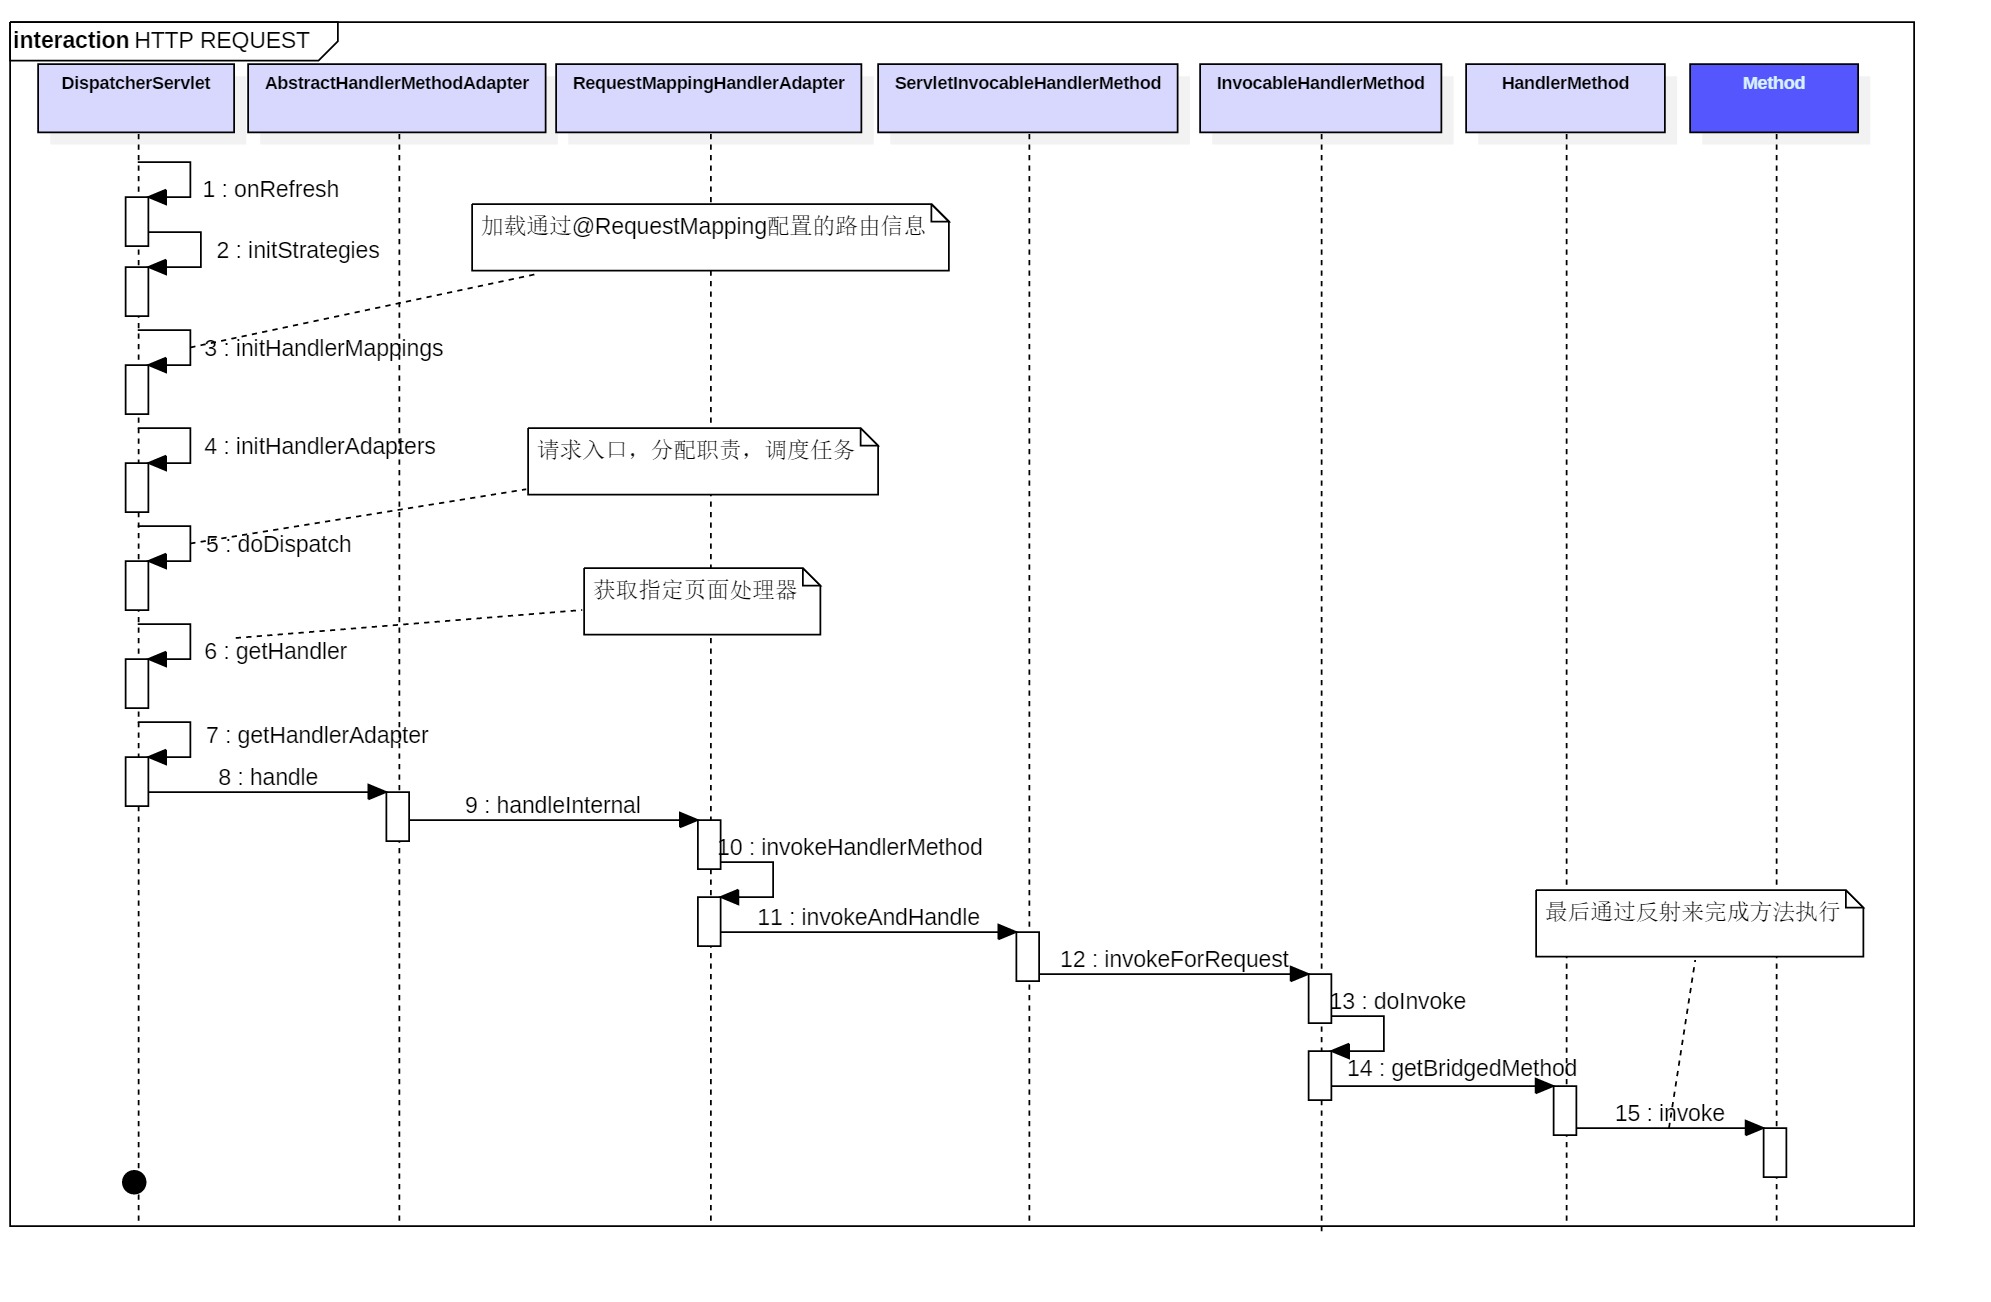 interaction HTTP REQUEST
DispatcherServlet
AbstractHandlerMethodAdapter
RequestMappingHandlerAdapter
ServletInvocableHandlerMethod
InvocableHandlerMethod
HandlerMethod
Method
1 : onRefresh
加载通过@RequestMapping配置的路由信息
2 : initStrategies
3 : initHandlerMappings
4 : initHandlerAdapters
请求入口，分配职责，调度任务
5 : doDispatch
获取指定页面处理器
6 : getHandler
7 : getHandlerAdapter
8 : handle
9 : handleInternal
10 : invokeHandlerMethod
11 : invokeAndHandle
最后通过反射来完成方法执行
12 : invokeForRequest
13 : doInvoke
14 : getBridgedMethod
15 : invoke